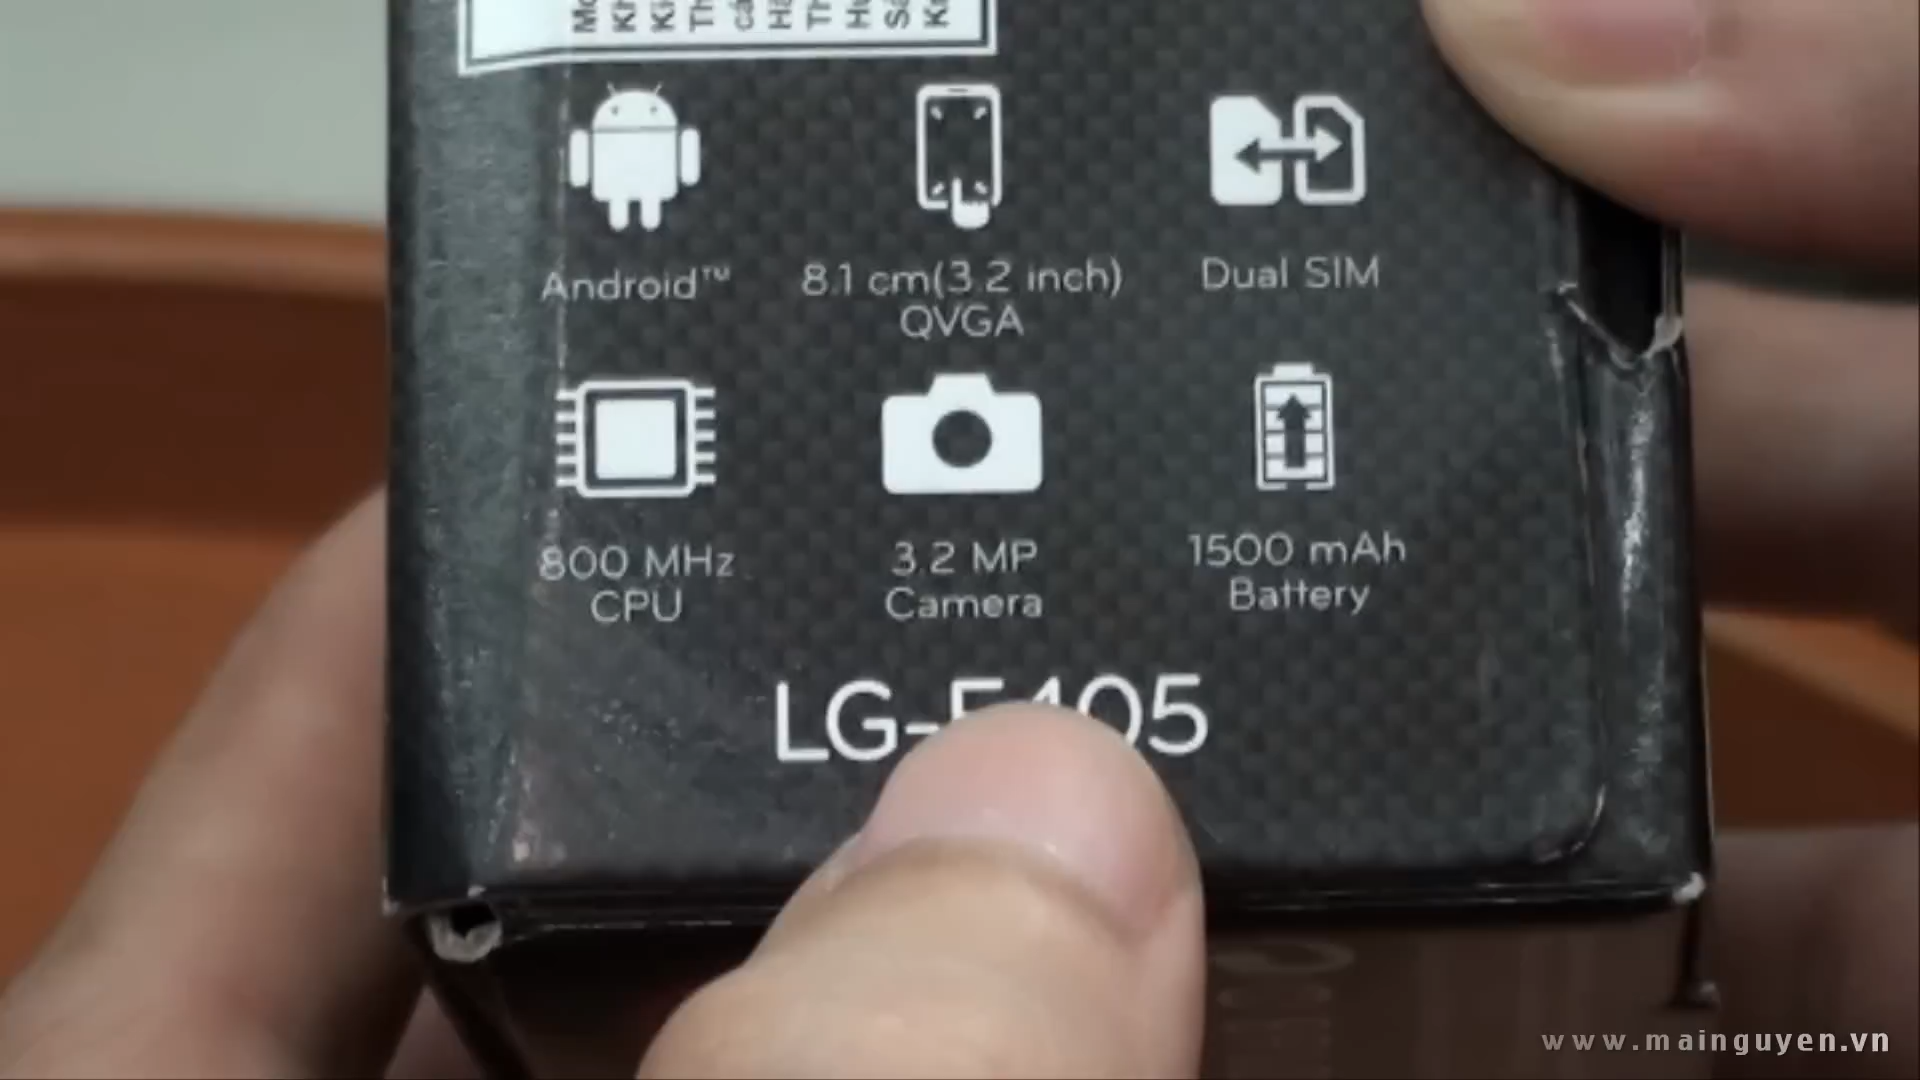 Android™
8.1 cm(3.2 inch)
QVGA
Dual SIM
800 MHz
CPU
3.2 MP
Camera
1500 mAh
Battery
LG-E405
www.mainguyen.vn